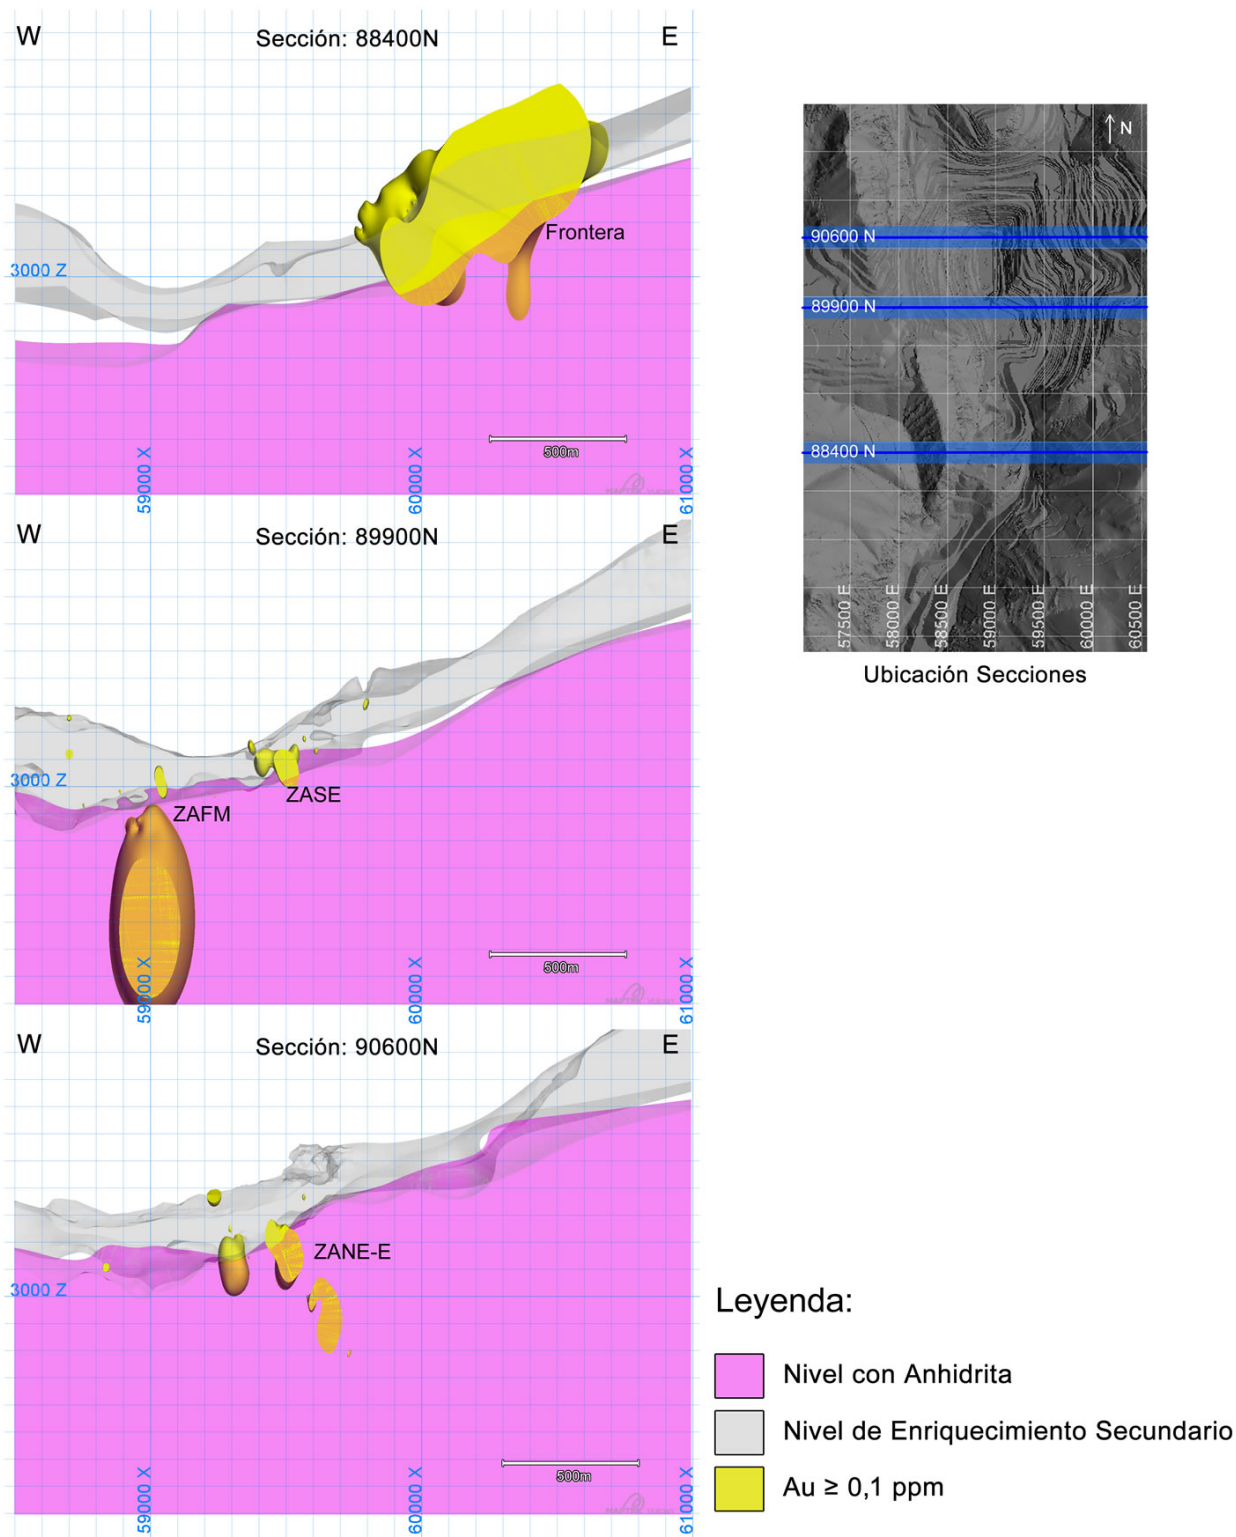 W
Sección: 88400N
E
Frontera
3000 Z
500m
59000 X
60000 X
61000 X
W
Sección: 89900N
E
3000 Z
ZAFM
ZASE
500m
59000 X
60000 X
61000 X
W
Sección: 90600N
E
ZANE-E
3000 Z
500m
59000 X
60000 X
61000 X
N
90600 N
89900 N
88400 N
57500 E
58000 E
58500 E
59000 E
59500 E
60000 E
60500 E
Ubicación Secciones
Leyenda:
Nivel con Anhidrita
Nivel de Enriquecimiento Secundario
Au ≥ 0,1 ppm